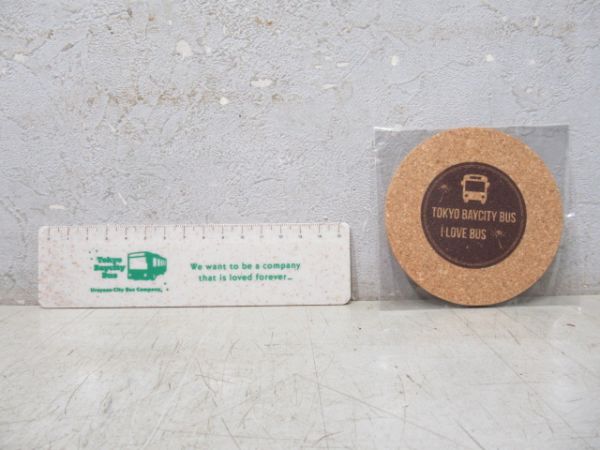 Tokyo
Baycity
Bus
Urayasu City Bus Company.
We want to be a company
that is loved forever...
TOKYO BAYCITY BUS
I LOVE BUS